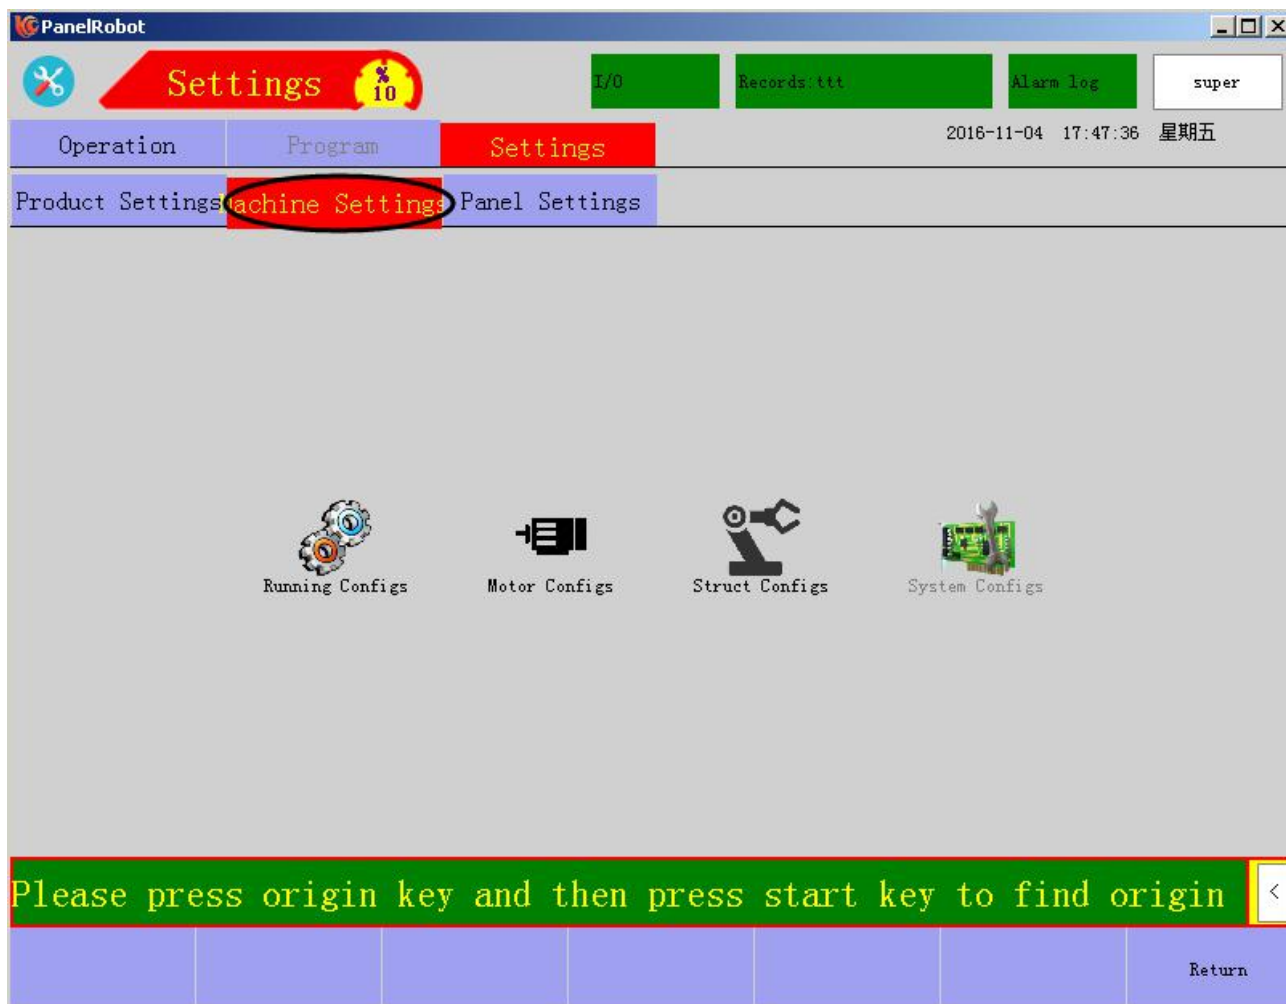 PanelRobot
Settings % 10 I/O Records:ttt Alarm log super
Operation Program Settings 2016-11-04 17:47:36 星期五
Product Settings achine Settings Panel Settings
Running Configs Motor Configs Struct Configs System Configs
Please press origin key and then press start key to find origin <
Return